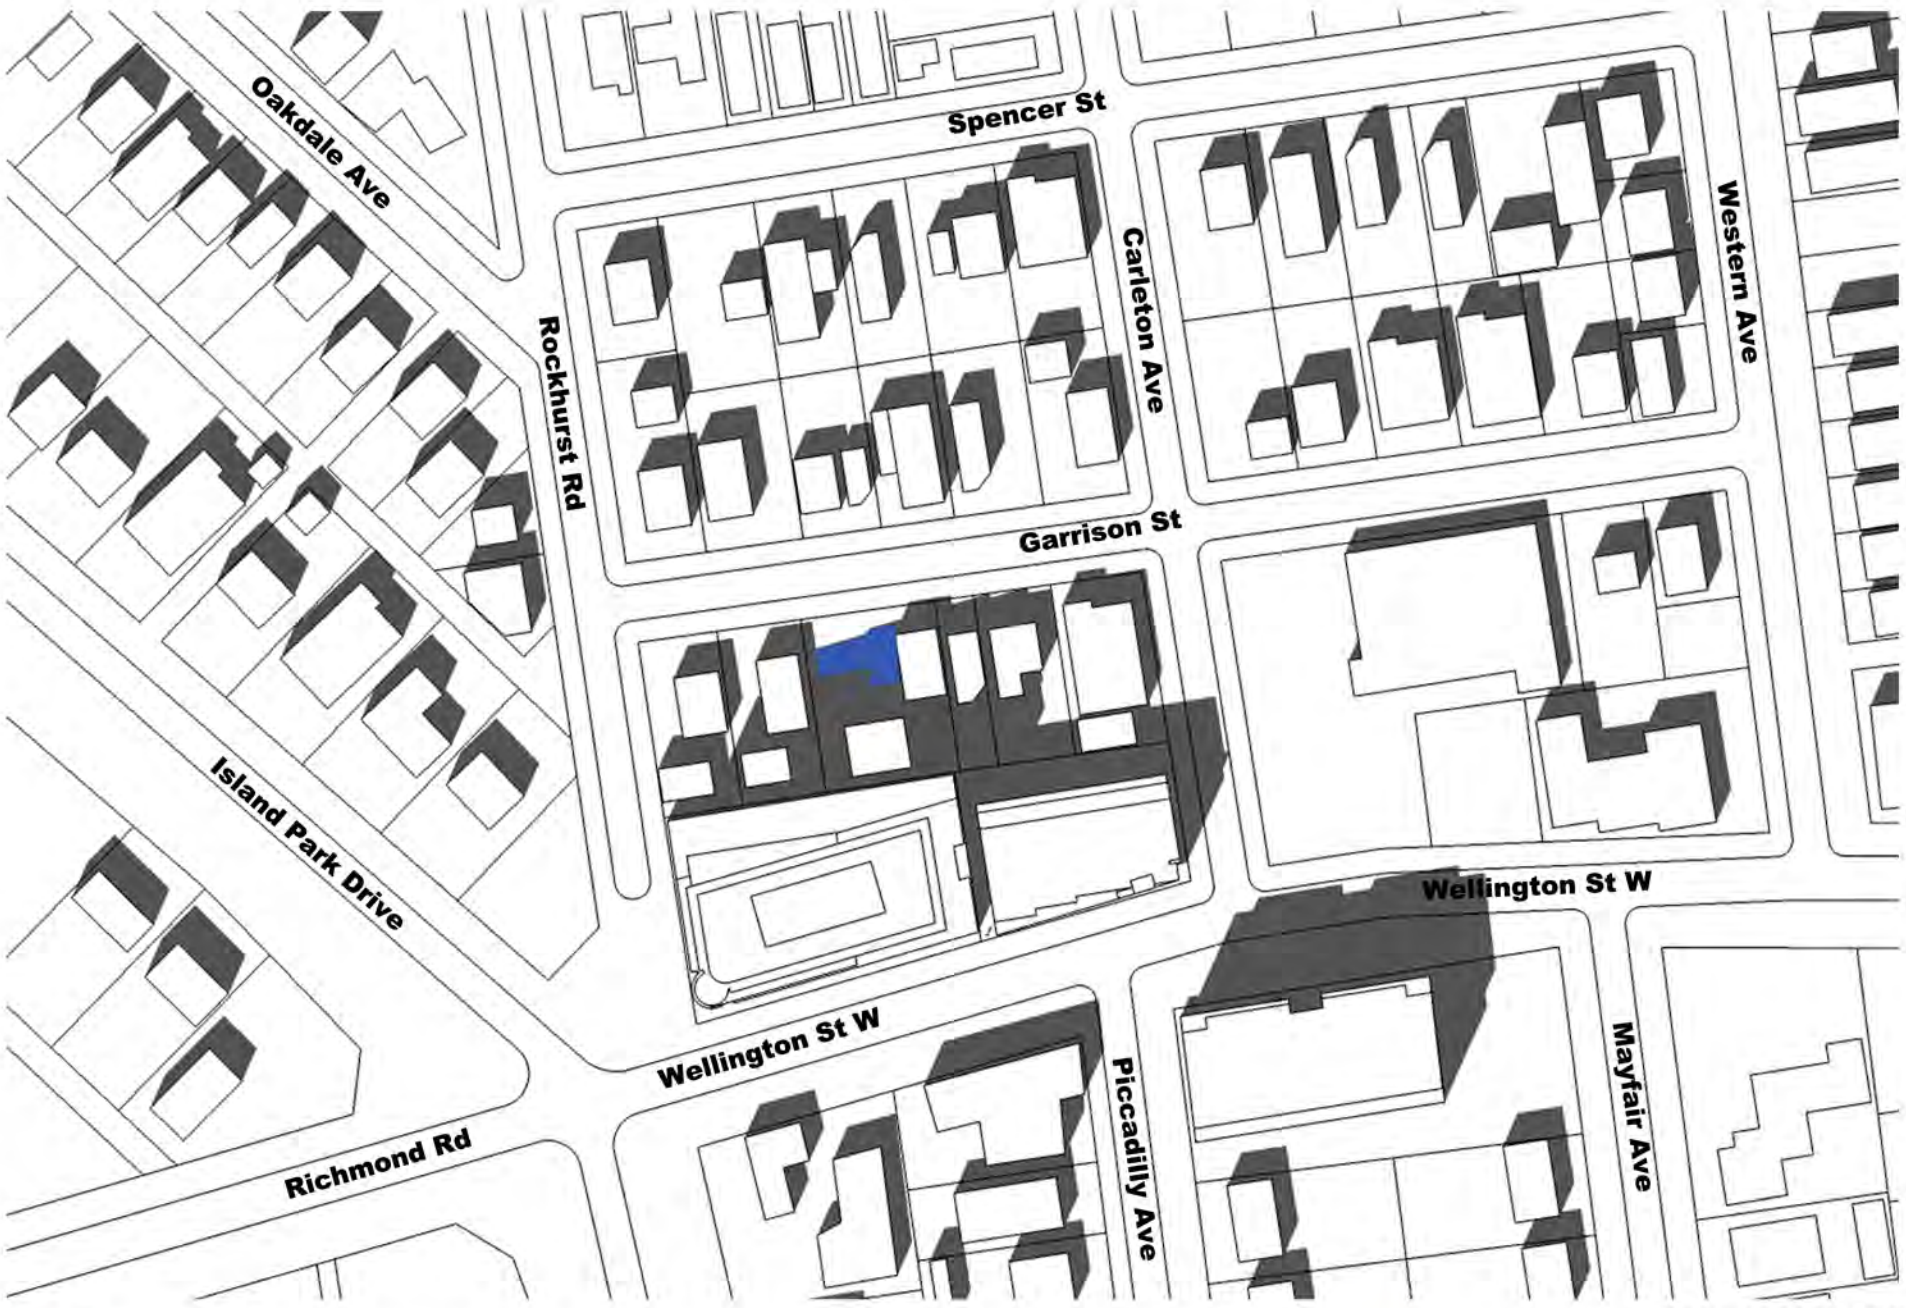 Oakdale Ave
Spencer St
Western Ave
Carleton Ave
Rockhurst Rd
Garrison St
Island Park Drive
Wellington St W
Wellington St W
Piccadilly Ave
Mayfair Ave
Richmond Rd